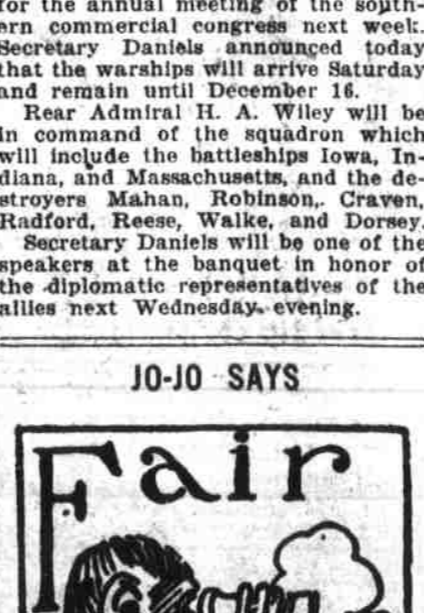 for the annual meeting of the south-
ern commercial congress next week.
Secretary Daniels announced today
that the warships will arrive Saturday
and remain until December 16.
Rear Admiral H. A. Wiley will be
in command of the squadron which
will include the battleships Iowa, In-
diana, and Massachusetts, and the de-
stroyers Mahan, Robinson, Craven,
Radford, Reese, Walke, and Dorsey.
Secretary Daniels will be one of the
speakers at the banquet in honor of
the diplomatic representatives of the
allies next Wednesday evening.
JO-JO SAYS
Fair